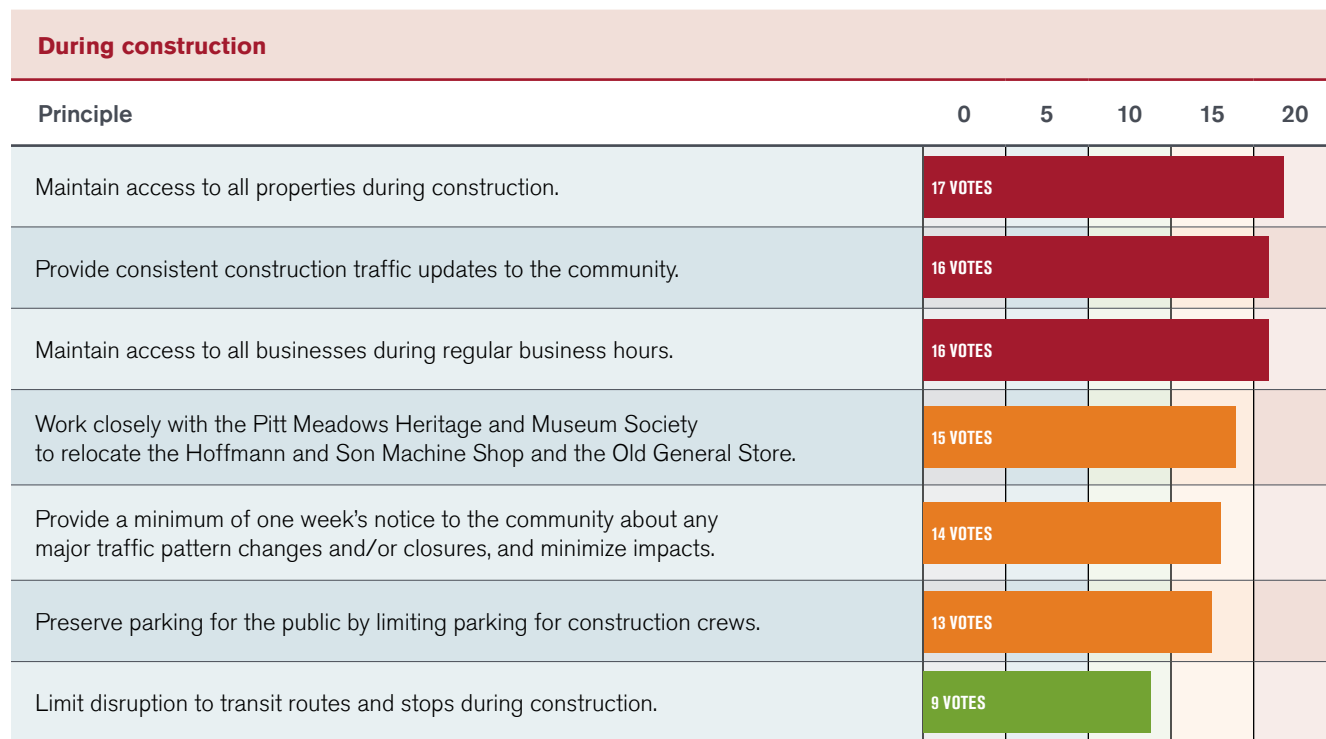 During construction
Principle 0 5 10 15 20
Maintain access to all properties during construction. 17 VOTES
Provide consistent construction traffic updates to the community. 16 VOTES
Maintain access to all businesses during regular business hours. 16 VOTES
Work closely with the Pitt Meadows Heritage and Museum Society
to relocate the Hoffmann and Son Machine Shop and the Old General Store. 15 VOTES
Provide a minimum of one week’s notice to the community about any
major traffic pattern changes and/or closures, and minimize impacts. 14 VOTES
Preserve parking for the public by limiting parking for construction crews. 13 VOTES
Limit disruption to transit routes and stops during construction. 9 VOTES